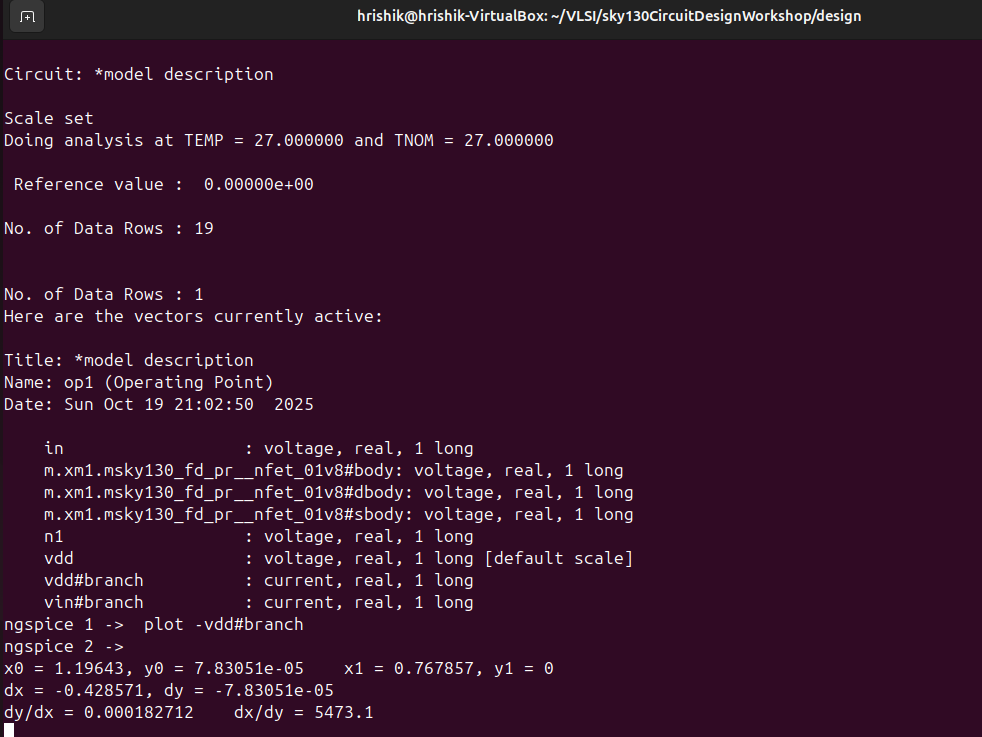 hrishik@hrishik-VirtualBox: ~/VLSI/sky130CircuitDesignWorkshop/design
Circuit: *model description
Scale set
Doing analysis at TEMP = 27.000000 and TNOM = 27.000000
Reference value :  0.00000e+00
No. of Data Rows : 19
No. of Data Rows : 1
Here are the vectors currently active:
Title: *model description
Name: op1 (Operating Point)
Date: Sun Oct 19 21:02:50  2025
in                  : voltage, real, 1 long
m.xm1.msky130_fd_pr__nfet_01v8#body: voltage, real, 1 long
m.xm1.msky130_fd_pr__nfet_01v8#dbody: voltage, real, 1 long
m.xm1.msky130_fd_pr__nfet_01v8#sbody: voltage, real, 1 long
n1                  : voltage, real, 1 long
vdd                 : voltage, real, 1 long [default scale]
vdd#branch          : current, real, 1 long
vin#branch          : current, real, 1 long
ngspice 1 ->  plot -vdd#branch
ngspice 2 ->
x0 = 1.19643, y0 = 7.83051e-05    x1 = 0.767857, y1 = 0
dx = -0.428571, dy = -7.83051e-05
dy/dx = 0.000182712    dx/dy = 5473.1